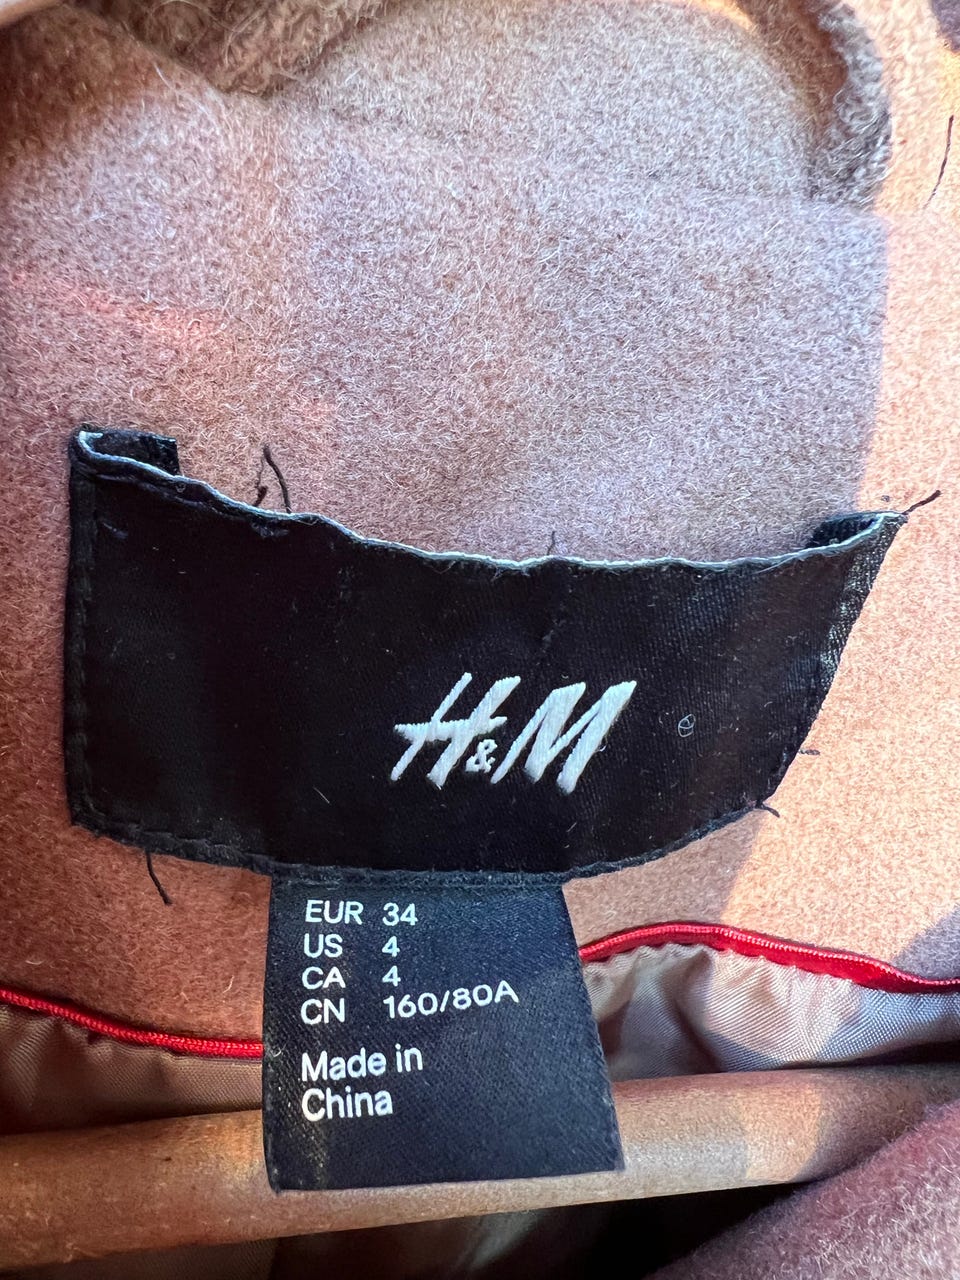 H&M
EUR 34
US 4
CA 4
CN 160/80A
Made in
China